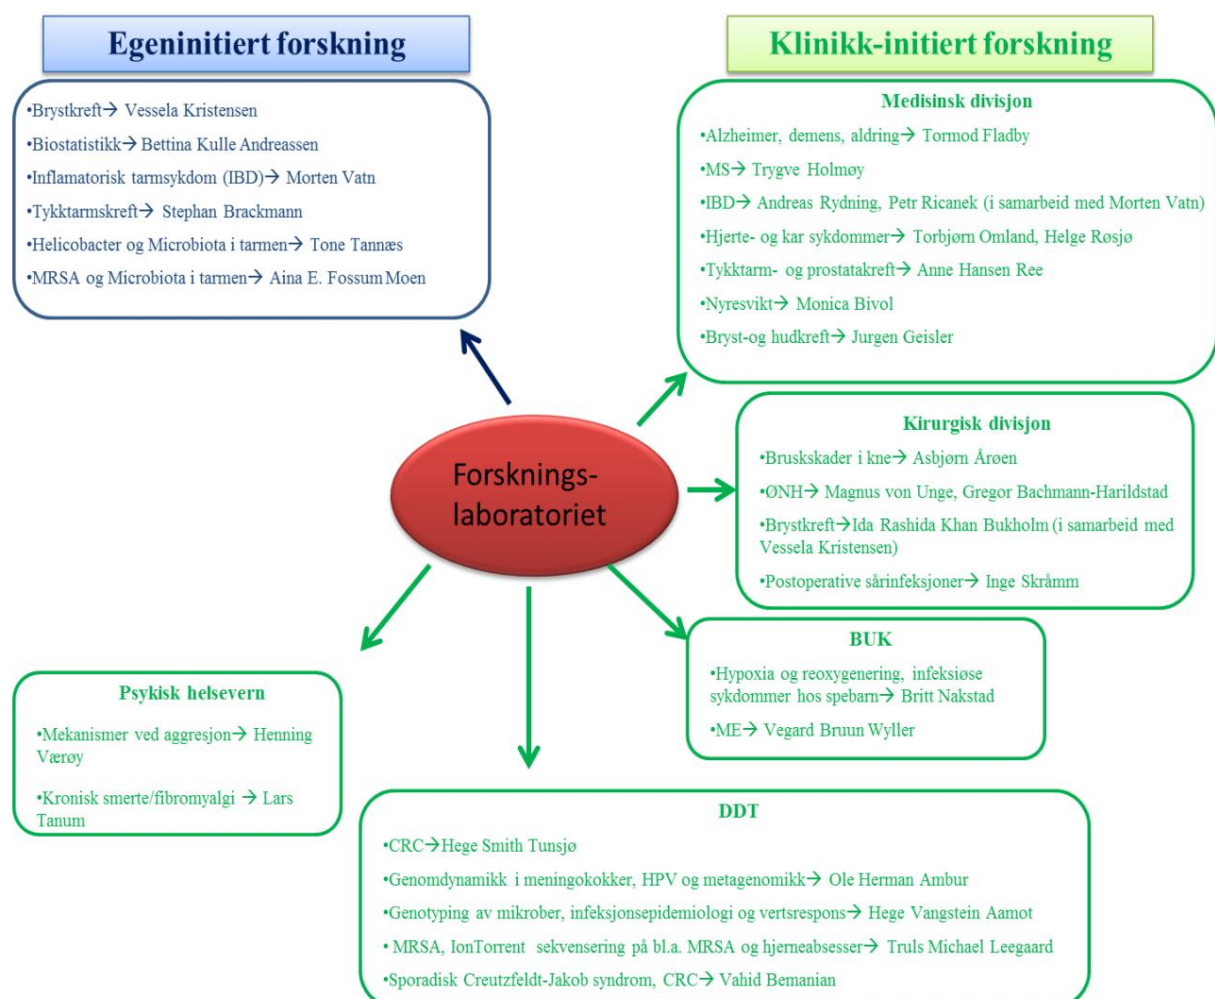 Egeninitiert forskning
•Brystkreft→ Vessela Kristensen
•Biostatistikk→ Bettina Kulle Andreassen
•Inflamatorisk tarmsykdom (IBD)→ Morten Vatn
•Tykktarmskreft→ Stephan Brackmann
•Helicobacter og Microbiota i tarmen→ Tone Tannæs
•MRSA og Microbiota i tarmen→ Aina E. Fossum Moen
Klinikk-initiert forskning
Medisinsk divisjon
•Alzheimer, demens, aldring→ Tormod Fladby
•MS→ Trygve Holmøy
•IBD→ Andreas Rydning, Petr Ricanek (i samarbeid med Morten Vatn)
•Hjerte- og kar sykdommer→ Torbjørn Omland, Helge Røsjø
•Tykktarm- og prostatakreft→ Anne Hansen Ree
•Nyresvikt→ Monica Bivol
•Bryst-og hudkreft→ Jurgen Geisler
Kirurgisk divisjon
•Bruskskader i kne→ Asbjørn Årøen
•ØNH→ Magnus von Unge, Gregor Bachmann-Harildstad
•Brystkreft→Ida Rashida Khan Bukholm (i samarbeid med
Vessela Kristensen)
•Postoperative sårinfeksjoner→ Inge Skråmm
Forsknings-
laboratoriet
BUK
•Hypoxia og reoxygenering, infeksiøse
sykdommer hos spebarn→ Britt Nakstad
•ME→ Vegard Bruun Wyller
Psykisk helsevern
•Mekanismer ved aggresjon→ Henning
Værøy
•Kronisk smerte/fibromyalgi → Lars
Tanum
DDT
•CRC→Hege Smith Tunsjø
•Genomdynamikk i meningokokker, HPV og metagenomikk→ Ole Herman Ambur
•Genotyping av mikrober, infeksjonsepidemiologi og vertsrespons→ Hege Vangstein Aamot
• MRSA, IonTorrent sekvensering på bl.a. MRSA og hjerneabsesser→ Truls Michael Leegaard
•Sporadisk Creutzfeldt-Jakob syndrom, CRC→ Vahid Bemanian